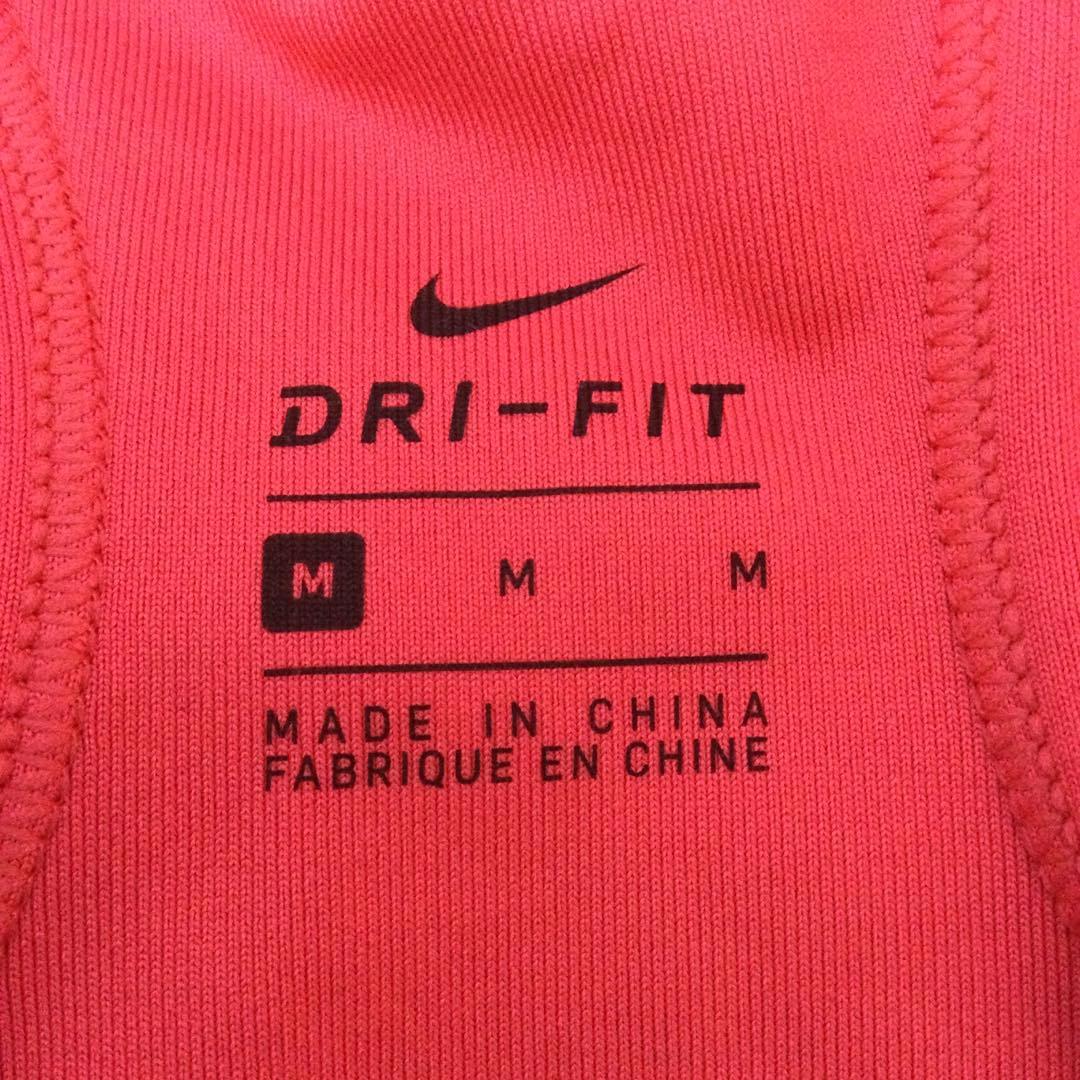 DRI-FIT
M M M
MADE IN CHINA
FABRIQUE EN CHINE